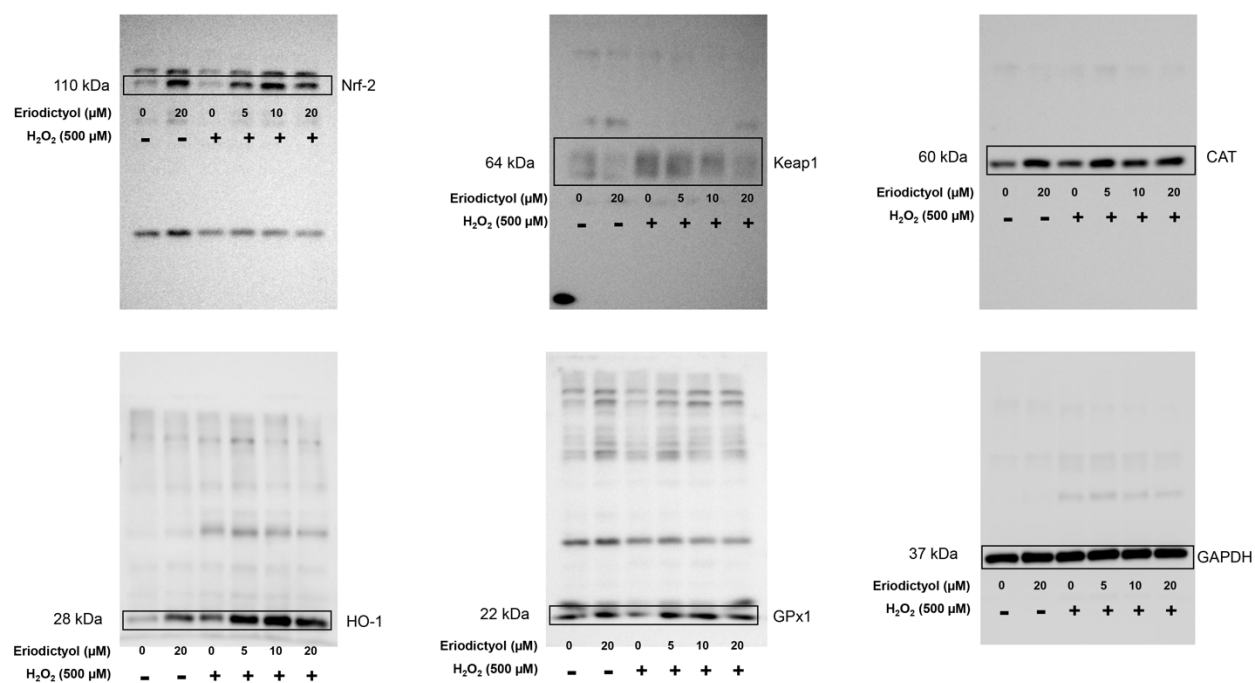 110 kDa Nrf-2
Eriodictyol (µM) 0 20 0 5 10 20
H₂O₂ (500 µM) - - + + + +
64 kDa Keap1
Eriodictyol (µM) 0 20 0 5 10 20
H₂O₂ (500 µM) - - + + + +
60 kDa CAT
Eriodictyol (µM) 0 20 0 5 10 20
H₂O₂ (500 µM) - - + + + +
28 kDa HO-1
Eriodictyol (µM) 0 20 0 5 10 20
H₂O₂ (500 µM) - - + + + +
22 kDa GPx1
Eriodictyol (µM) 0 20 0 5 10 20
H₂O₂ (500 µM) - - + + + +
37 kDa GAPDH
Eriodictyol (µM) 0 20 0 5 10 20
H₂O₂ (500 µM) - - + + + +